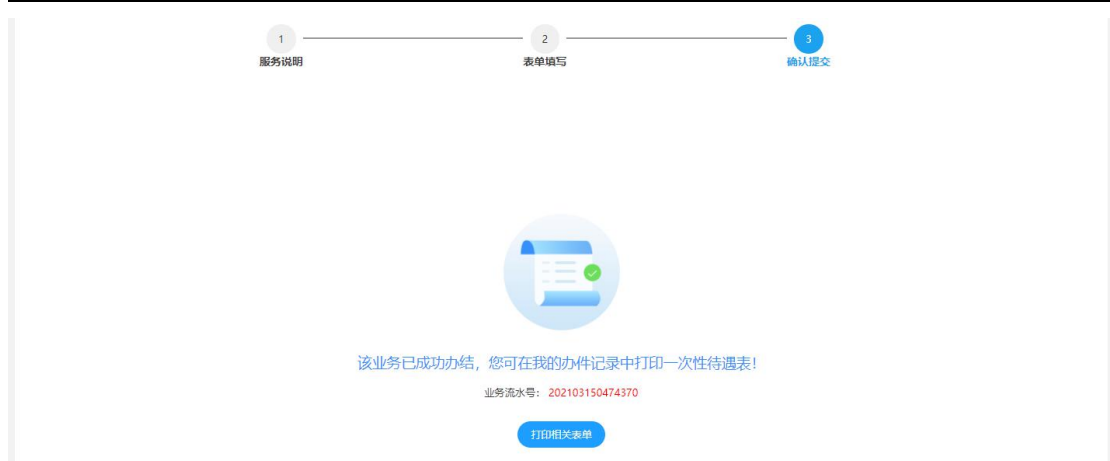 1
2
3
服务说明
表单填写
确认提交
该业务已成功办结，您可在我的办件记录中打印一次性待遇表！
业务流水号： 202103150474370
打印相关表单